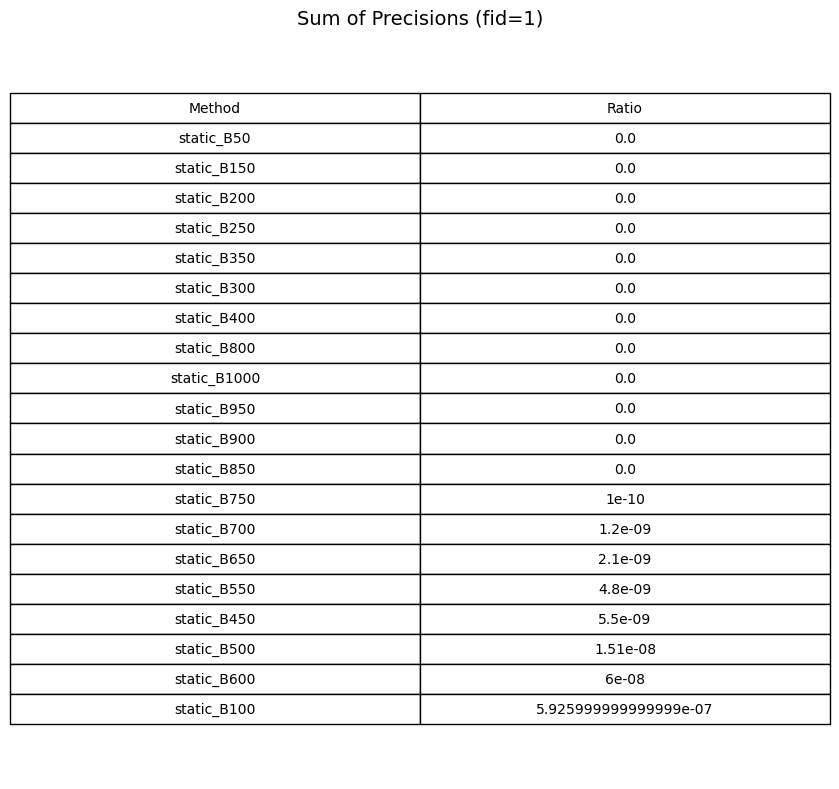 Sum of Precisions (fid=1)
Method Ratio
static_B50 0.0
static_B150 0.0
static_B200 0.0
static_B250 0.0
static_B350 0.0
static_B300 0.0
static_B400 0.0
static_B800 0.0
static_B1000 0.0
static_B950 0.0
static_B900 0.0
static_B850 0.0
static_B750 1e-10
static_B700 1.2e-09
static_B650 2.1e-09
static_B550 4.8e-09
static_B450 5.5e-09
static_B500 1.51e-08
static_B600 6e-08
static_B100 5.925999999999999e-07